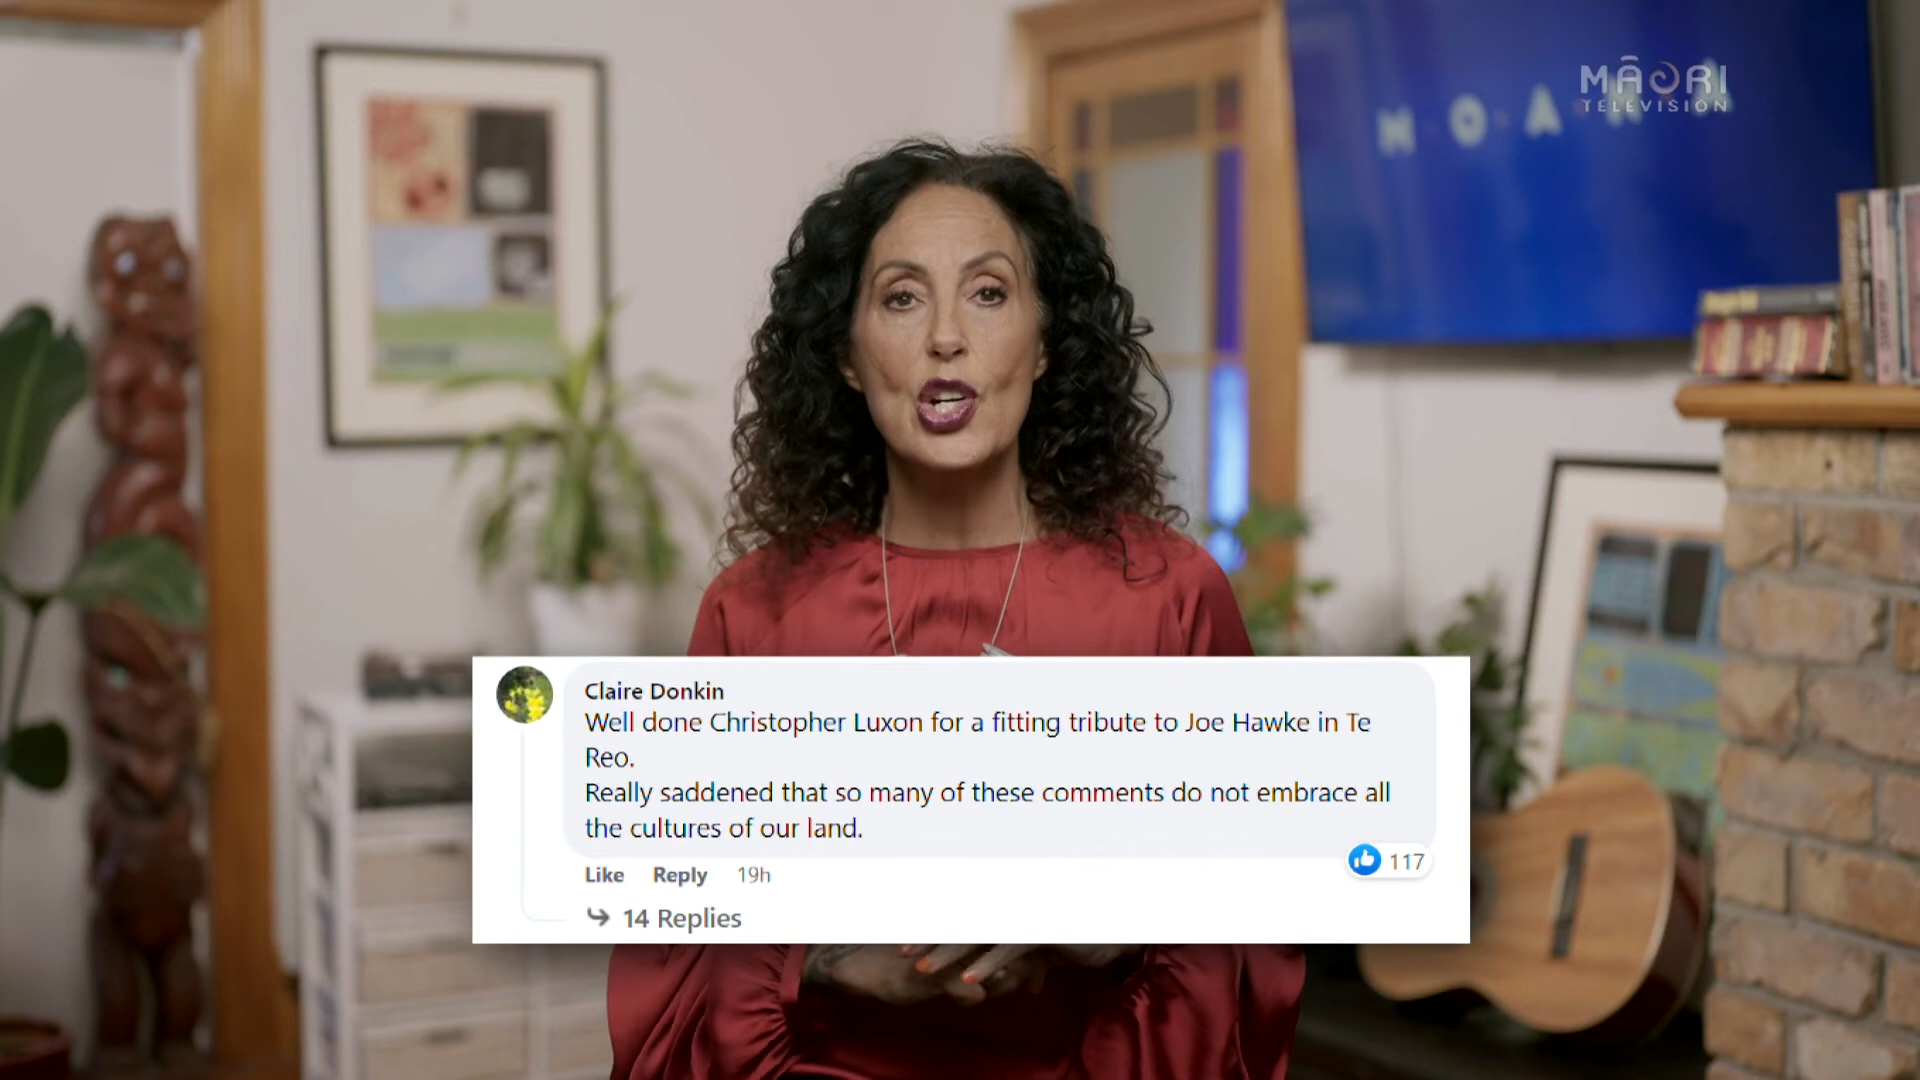 MĀORI
TELEVISION
H O A
Claire Donkin
Well done Christopher Luxon for a fitting tribute to Joe Hawke in Te
Reo.
Really saddened that so many of these comments do not embrace all
the cultures of our land.
117
Like Reply 19h
14 Replies